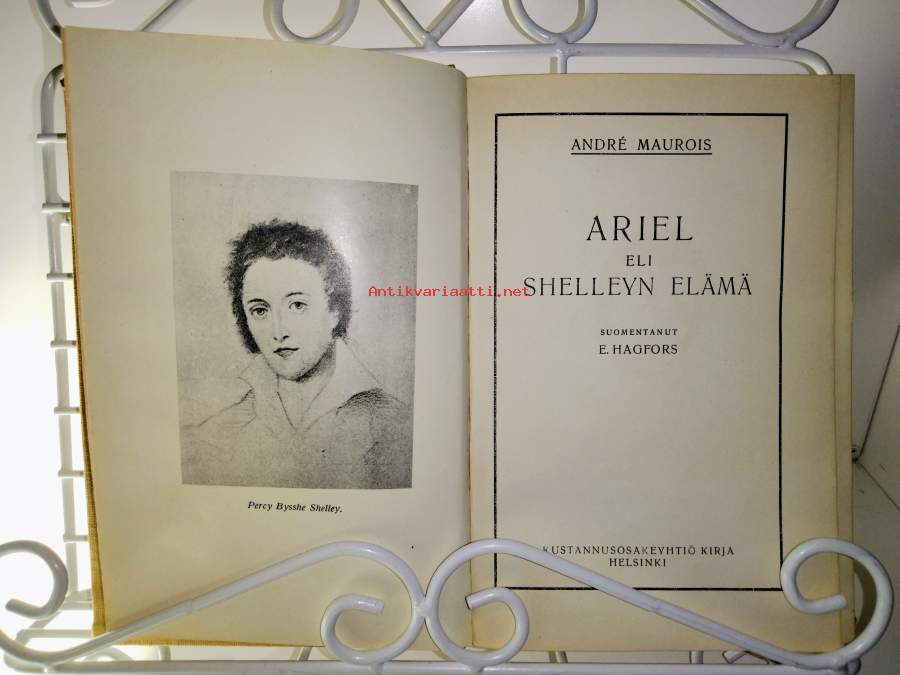 Percy Bysshe Shelley.
Antikvariaatti.net
ANDRÉ MAUROIS
ARIEL
ELI
SHELLEYN ELÄMÄ
SUOMENTANUT
E. HAGFORS
KUSTANNUSOSAKEYHTIÖ KIRJA
HELSINKI